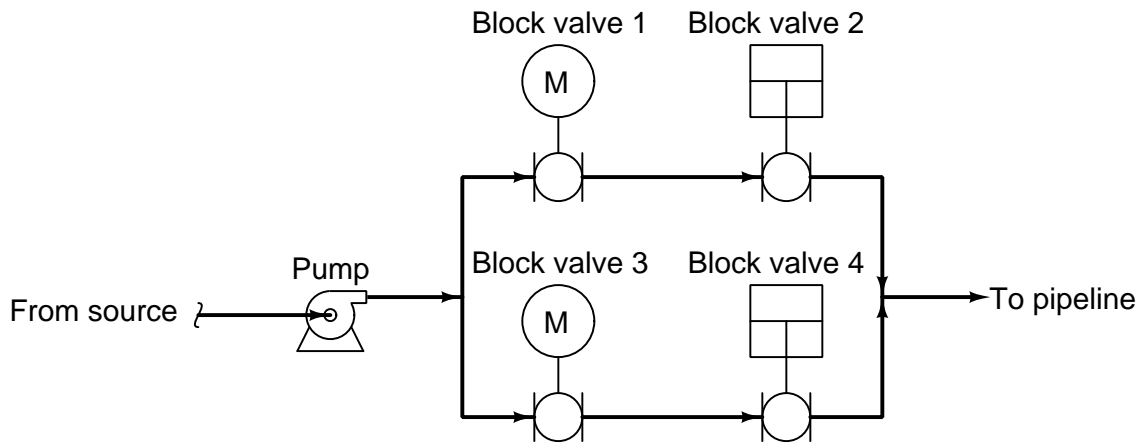 Block valve 1
Block valve 2
M
Pump
Block valve 3
Block valve 4
From source
M
To pipeline